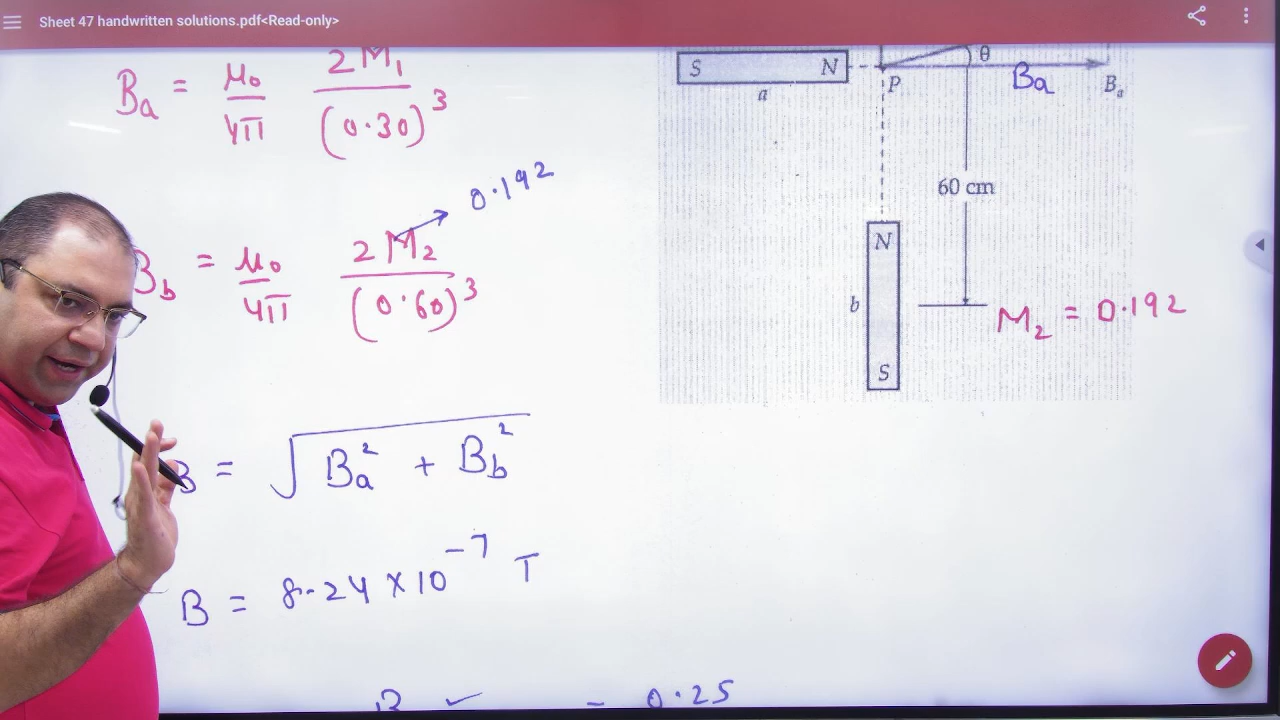 Sheet 47 handwritten solutions.pdf<Read-only>
Ba = μ₀/4π 2M₁/(0.30)³
Bb = μ₀/4π 2M₂/(0.60)³
0.192
B = √(Ba² + Bb²)
B = 8.24 × 10⁻⁷ T
B ✓ = 0.25
S N
a
P
θ
Ba
Ba
60 cm
N
b
S
M₂ = 0.192